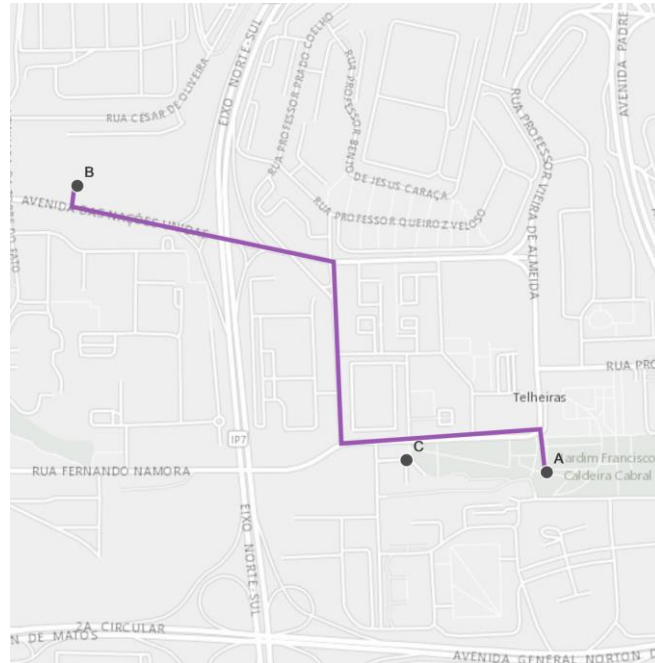 RUA CESAR DE OLIVEIRA
EIXO NORTE-SUL
RUA PROFESSOR PRADO COELHO
RUA PROFESSOR BENTO
DE JESUS CARAÇA
RUA PROFESSOR QUEIROZ VELOSO
RUA PROFESSOR VIEIRA DE ALMEIDA
AVENIDA PADRE
B
AVENIDA DAS NAÇÕES UNIDAS
RUA PRO
Telheiras
IP7
C
A
Jardim Francisco
Caldeira Cabral
RUA FERNANDO NAMORA
EIXO NORTE-SUL
2A. CIRCULAR
N DE MATOS
AVENIDA GENERAL NORTON D